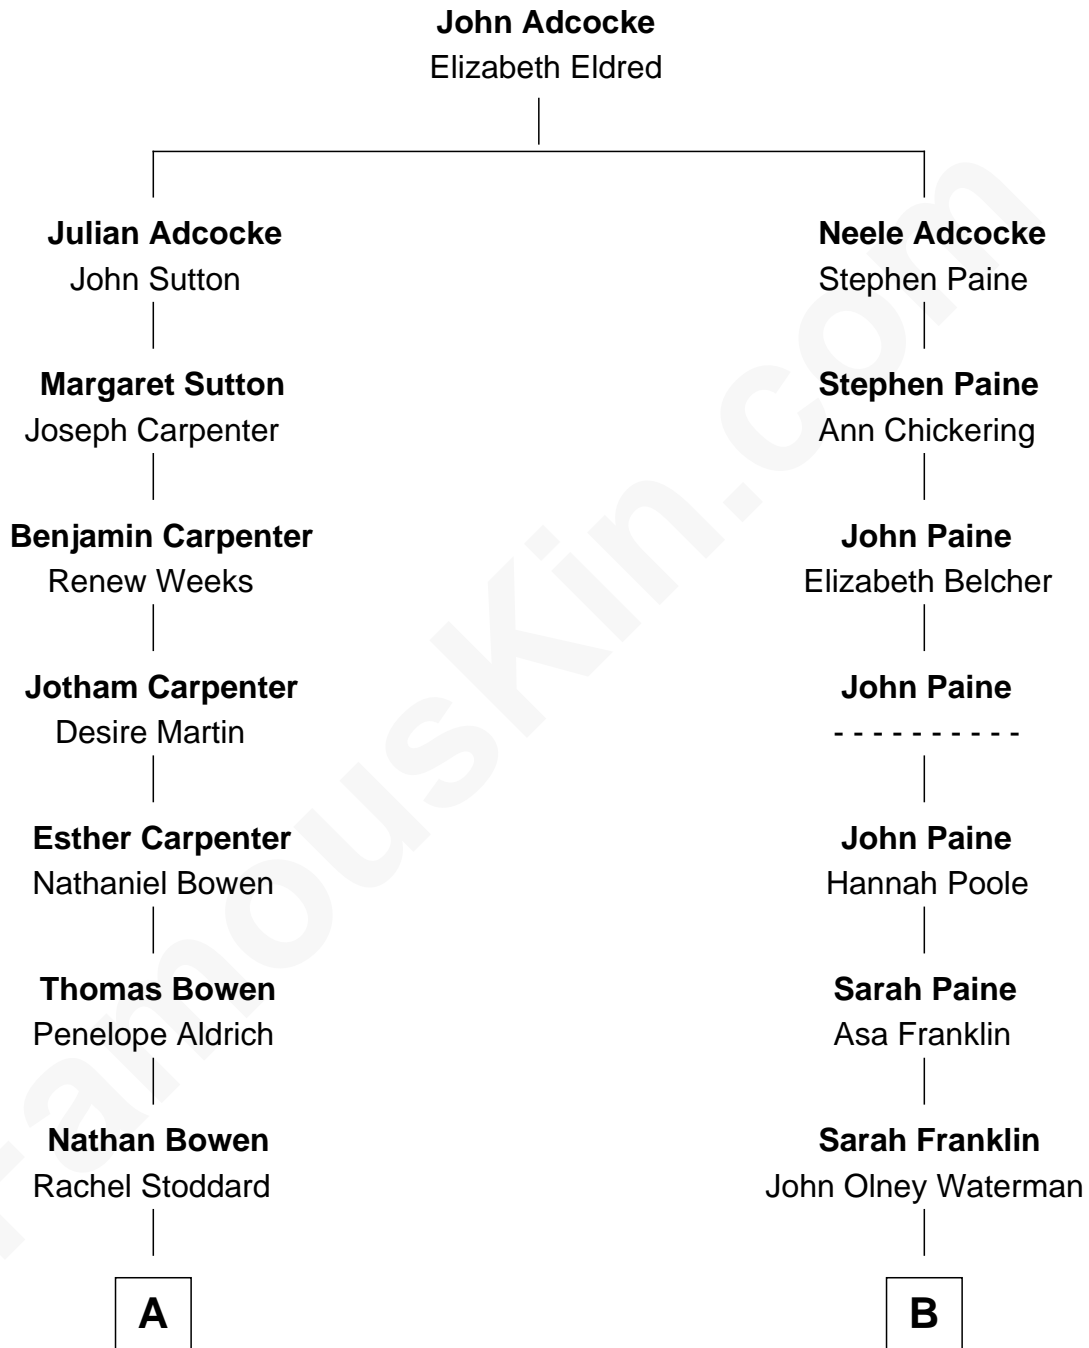 John Adcocke
Elizabeth Eldred
Julian Adcocke
John Sutton
Neele Adcocke
Stephen Paine
Margaret Sutton
Joseph Carpenter
Stephen Paine
Ann Chickering
Benjamin Carpenter
Renew Weeks
John Paine
Elizabeth Belcher
Jotham Carpenter
Desire Martin
John Paine
- - - - - - - - - -
Esther Carpenter
Nathaniel Bowen
John Paine
Hannah Poole
Thomas Bowen
Penelope Aldrich
Sarah Paine
Asa Franklin
Nathan Bowen
Rachel Stoddard
Sarah Franklin
John Olney Waterman
A
B
FamousKin.com